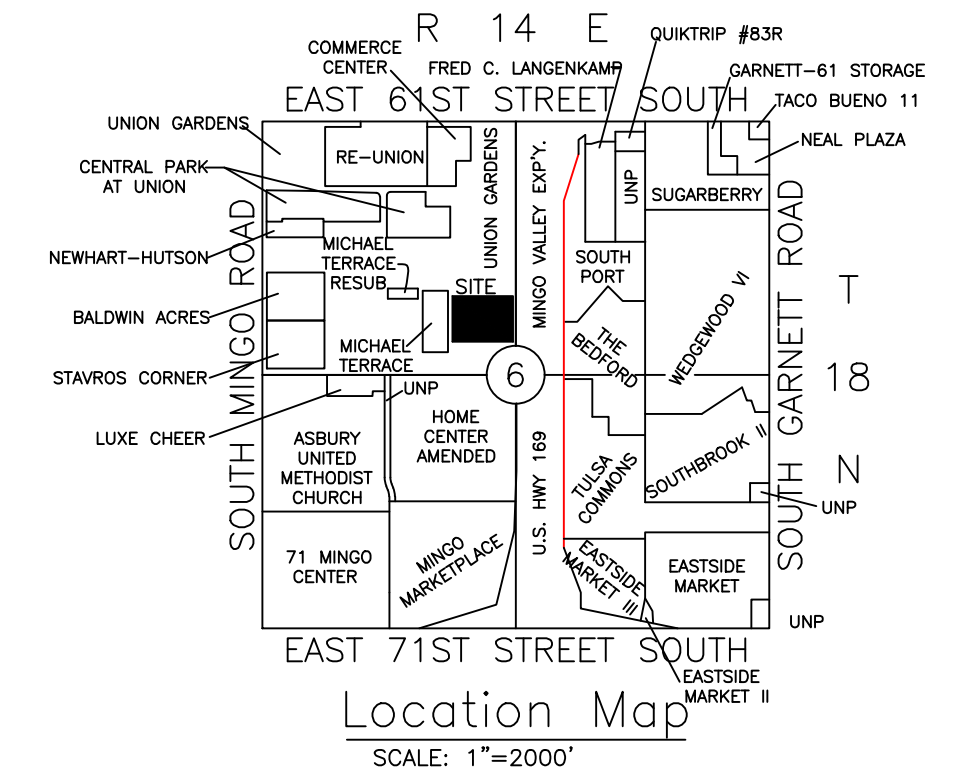 R 14 E
QUIKTRIP #83R
COMMERCE
CENTER
FRED C. LANGENKAMP
GARNETT-61 STORAGE
EAST 61ST STREET SOUTH
TACO BUENO 11
UNION GARDENS
NEAL PLAZA
RE-UNION
CENTRAL PARK
AT UNION
UNION GARDENS
MINGO VALLEY EXP'Y.
UNP
SUGARBERRY
SOUTH MINGO ROAD
NEWHART-HUTSON
MICHAEL
TERRACE
RESUB
SOUTH
PORT
SITE
WEDGEWOOD VI
SOUTH GARNETT ROAD
T
18
N
BALDWIN ACRES
MICHAEL
TERRACE
THE
BEDFORD
STAVROS CORNER
6
UNP
LUXE CHEER
HOME
CENTER
AMENDED
ASBURY
UNITED
METHODIST
CHURCH
U.S. HWY 169
TULSA
COMMONS
SOUTHBROOK II
UNP
71 MINGO
CENTER
MINGO
MARKETPLACE
EASTSIDE
MARKET III
EASTSIDE
MARKET
UNP
EAST 71ST STREET SOUTH
EASTSIDE
MARKET II
Location Map
SCALE: 1"=2000'